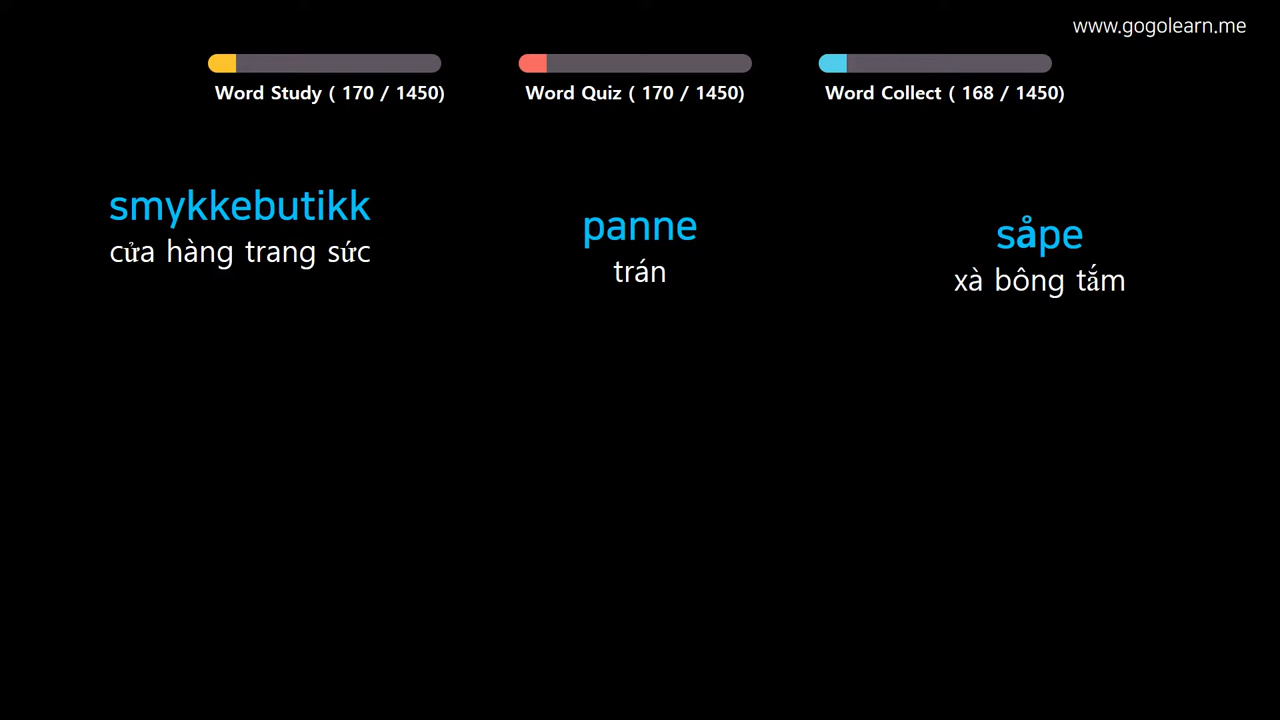 www.gogolearn.me
Word Study ( 170 / 1450)
Word Quiz ( 170 / 1450)
Word Collect ( 168 / 1450)
smykkebutikk
cửa hàng trang sức
panne
trán
såpe
xà bông tắm